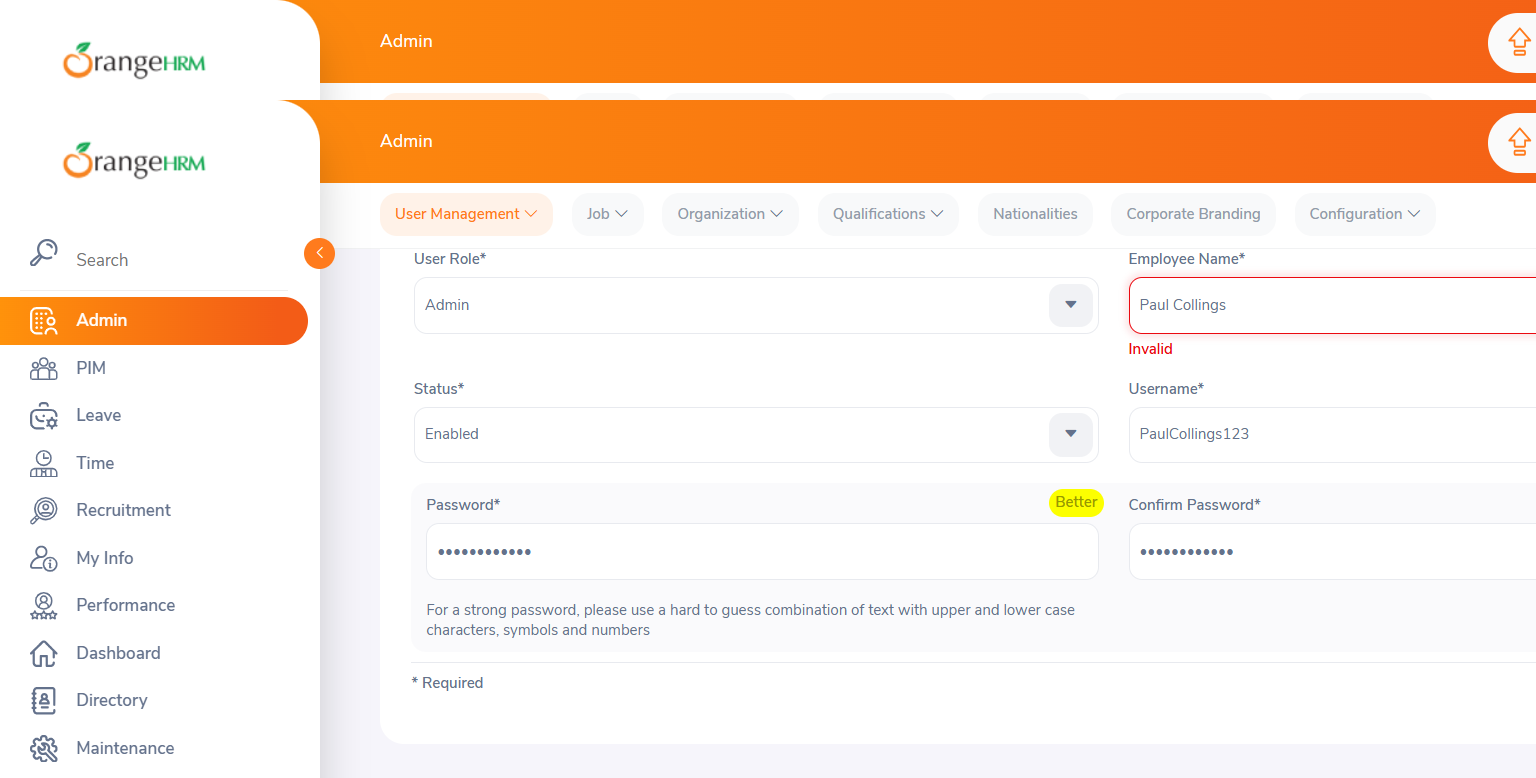 OrangeHRM
Admin
OrangeHRM
Admin
User Management
Job
Organization
Qualifications
Nationalities
Corporate Branding
Configuration
Search
Admin
PIM
Leave
Time
Recruitment
My Info
Performance
Dashboard
Directory
Maintenance
User Role*
Admin
Employee Name*
Paul Collings
Invalid
Status*
Enabled
Username*
PaulCollings123
Password*
Better
••••••••••••
Confirm Password*
••••••••••••
For a strong password, please use a hard to guess combination of text with upper and lower case
characters, symbols and numbers
* Required